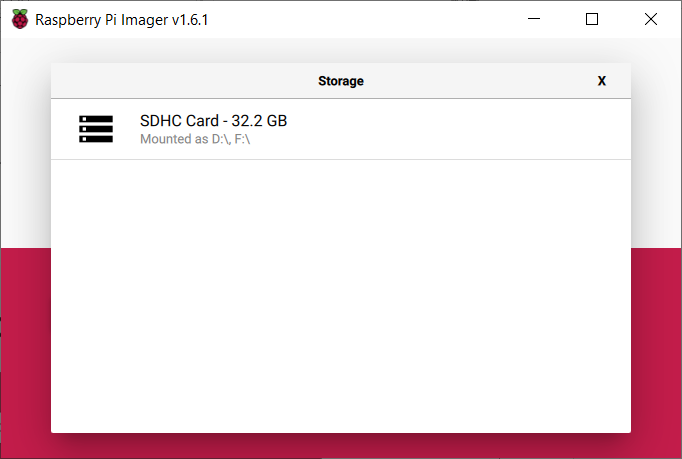 Raspberry Pi Imager v1.6.1
Storage
X
SDHC Card - 32.2 GB
Mounted as D:\, F:\